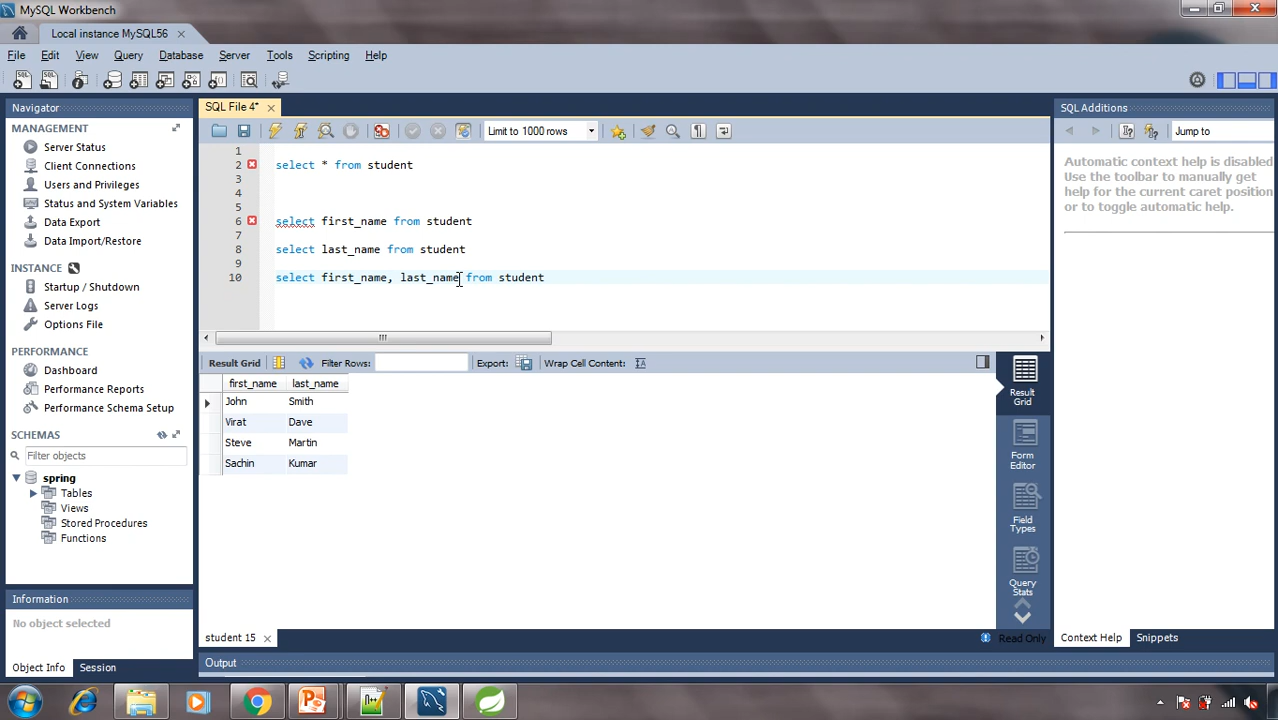 MySQL Workbench
Local instance MySQL56
File Edit View Query Database Server Tools Scripting Help
Navigator
MANAGEMENT
Server Status
Client Connections
Users and Privileges
Status and System Variables
Data Export
Data Import/Restore
INSTANCE
Startup / Shutdown
Server Logs
Options File
PERFORMANCE
Dashboard
Performance Reports
Performance Schema Setup
SCHEMAS
Filter objects
spring
Tables
Views
Stored Procedures
Functions
Information
No object selected
Object Info Session
SQL File 4*
Limit to 1000 rows
1
2 select * from student
3
4
5
6 select first_name from student
7
8 select last_name from student
9
10 select first_name, last_name from student
Result Grid Filter Rows: Export: Wrap Cell Content:
first_name last_name
John Smith
Virat Dave
Steve Martin
Sachin Kumar
Result
Grid
Form
Editor
Field
Types
Query
Stats
student 15
Read Only
Output
SQL Additions
Jump to
Automatic context help is disabled
Use the toolbar to manually get
help for the current caret position
or to toggle automatic help.
Context Help Snippets